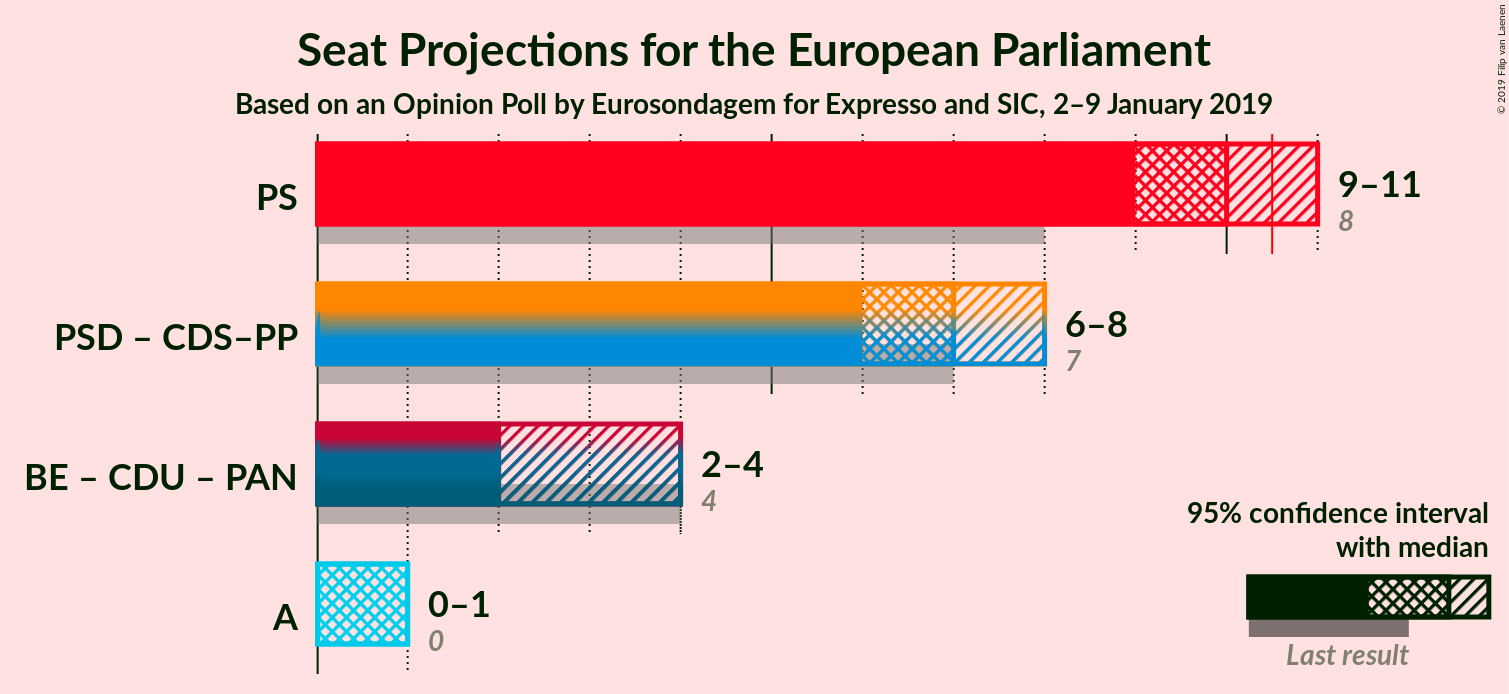 Seat Projections for the European Parliament
Based on an Opinion Poll by Eurosondagem for Expresso and SIC, 2–9 January 2019
© 2019 Filip van Laenen
PS
9–11
8
PSD – CDS–PP
6–8
7
BE – CDU – PAN
2–4
4
A
0–1
0
95% confidence interval
with median
Last result